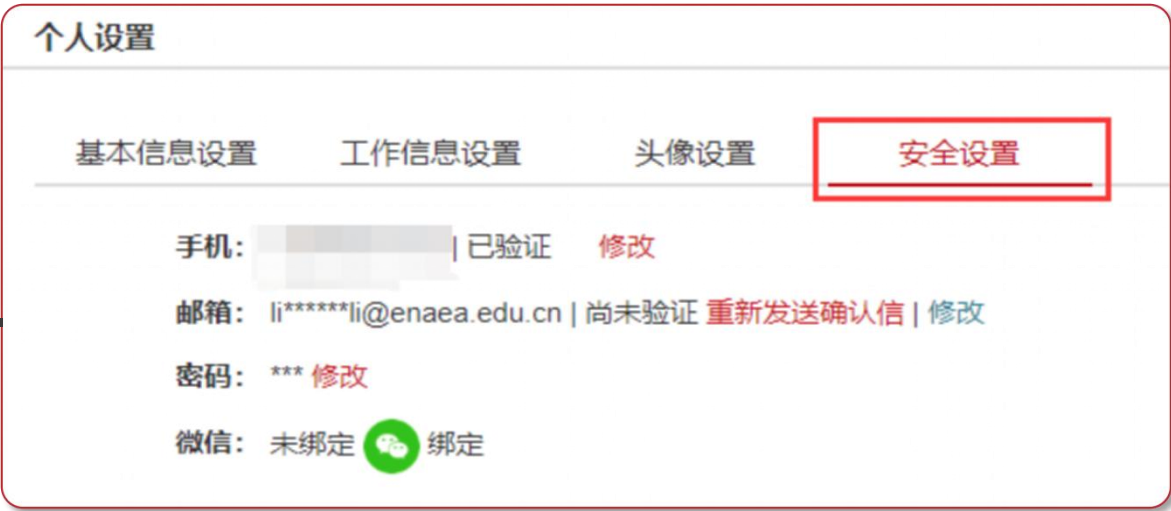 个人设置
基本信息设置 工作信息设置 头像设置 安全设置
手机： | 已验证 修改
邮箱： li******li@enaea.edu.cn | 尚未验证 重新发送确认信 | 修改
密码： *** 修改
微信： 未绑定 绑定